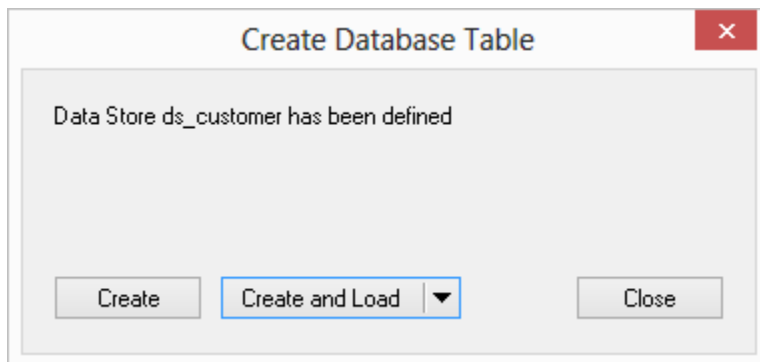 Create Database Table
Data Store ds_customer has been defined
Create
Create and Load
Close